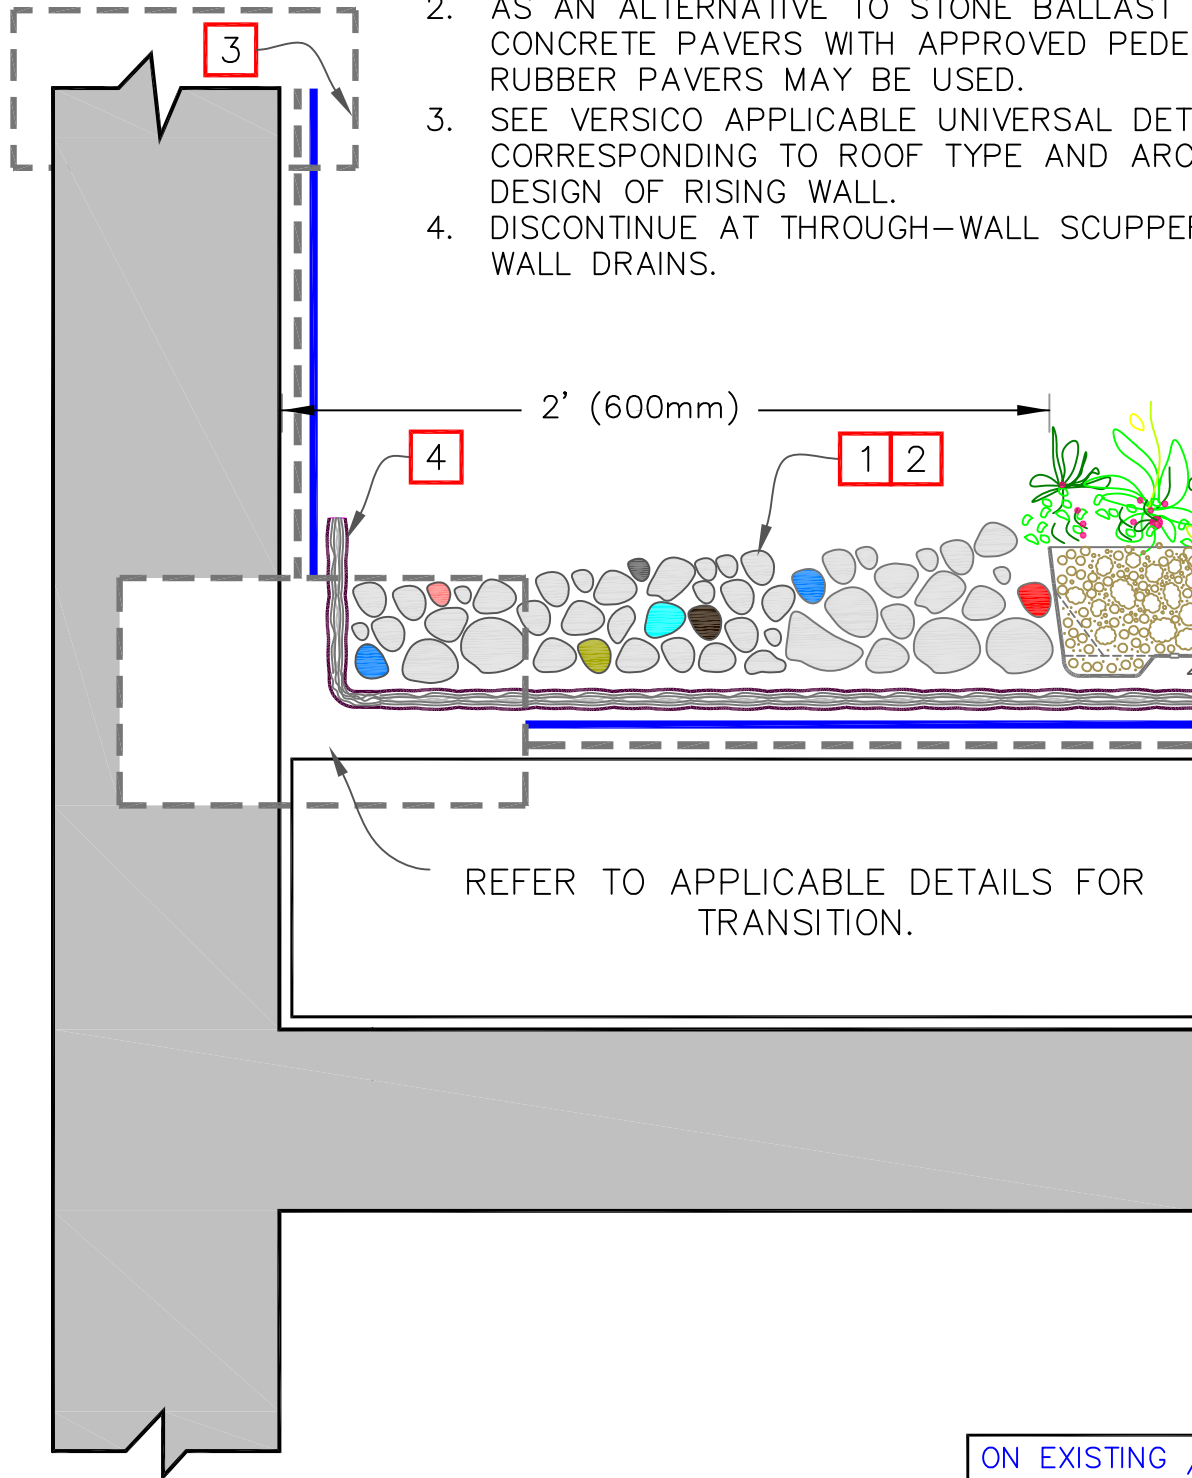 2. AS AN ALTERNATIVE TO STONE BALLAST
CONCRETE PAVERS WITH APPROVED PEDE
RUBBER PAVERS MAY BE USED.
3. SEE VERSICO APPLICABLE UNIVERSAL DET
CORRESPONDING TO ROOF TYPE AND ARC
DESIGN OF RISING WALL.
4. DISCONTINUE AT THROUGH-WALL SCUPPER
WALL DRAINS.
3
2' (600mm)
4
1 2
REFER TO APPLICABLE DETAILS FOR
TRANSITION.
ON EXISTING